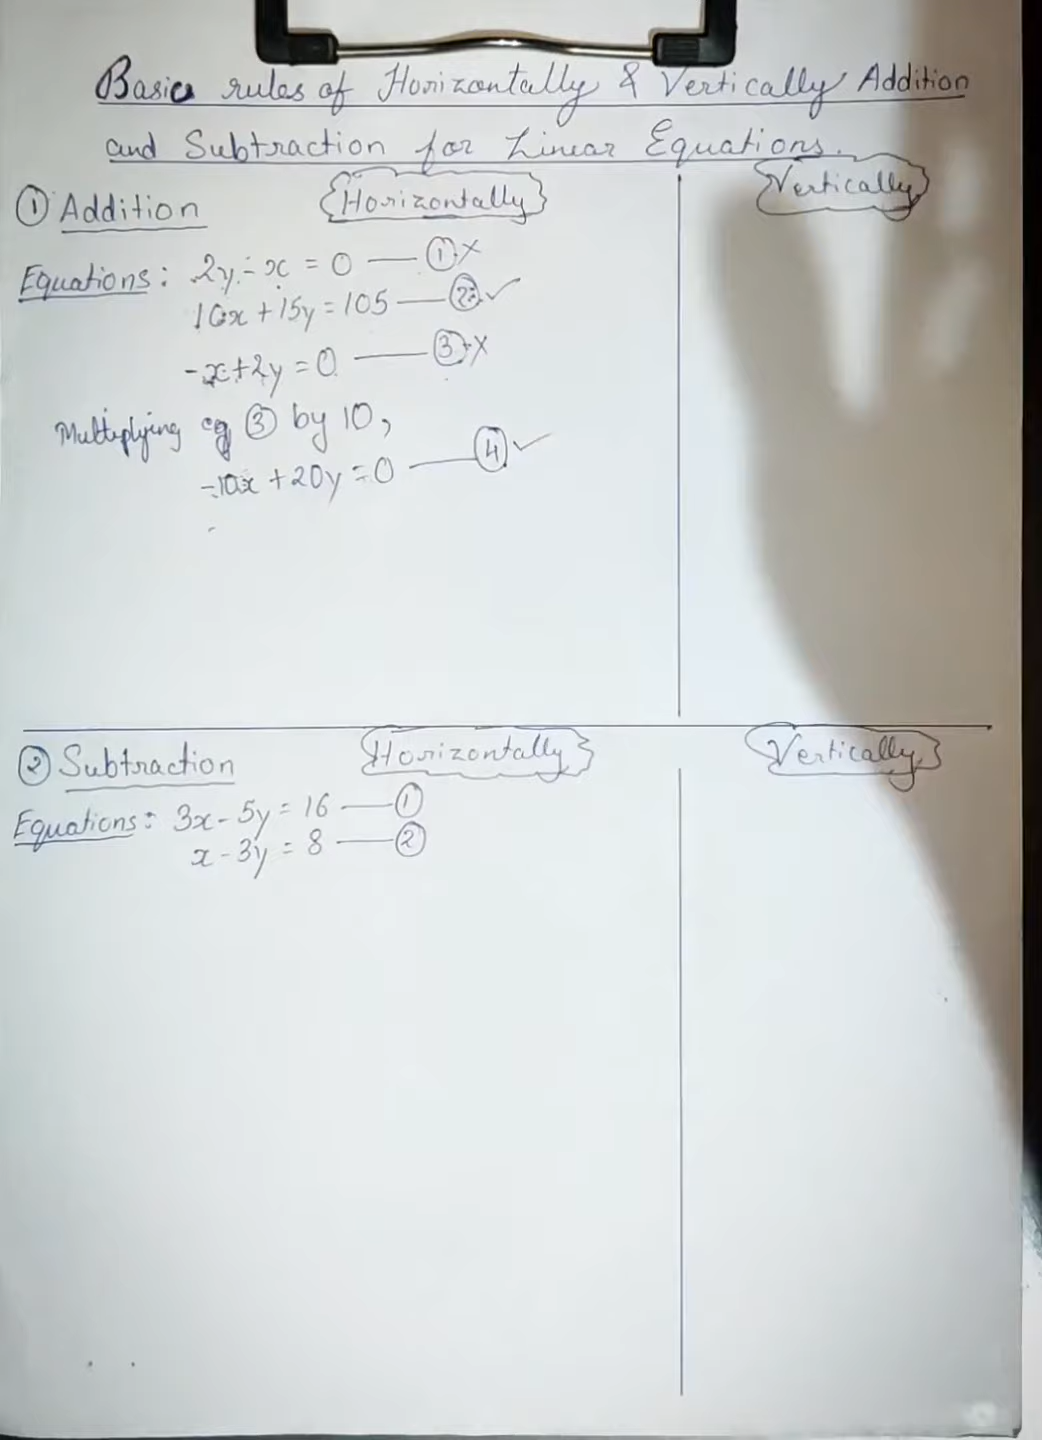 Basic rules of Horizontally & Vertically Addition
and Subtraction for Linear Equations.
① Addition
Horizontally
Vertically
Equations: 2y - x = 0 — ① ×
10x + 15y = 105 — ② ✓
-x + 2y = 0 — ③ ×
Multiplying eq ③ by 10,
-10x + 20y = 0 — ④ ✓
② Subtraction
Horizontally
Vertically
Equations: 3x - 5y = 16 — ①
x - 3y = 8 — ②